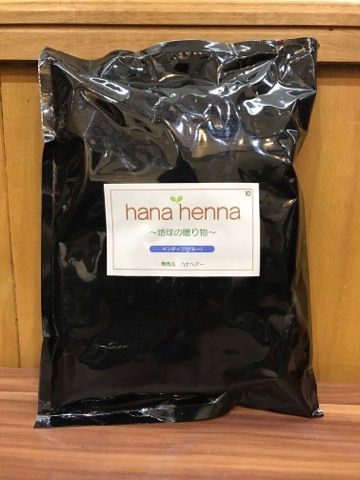 hana henna
～地球の贈り物～
インディゴ(ブルー)
発売元 ハナヘアー